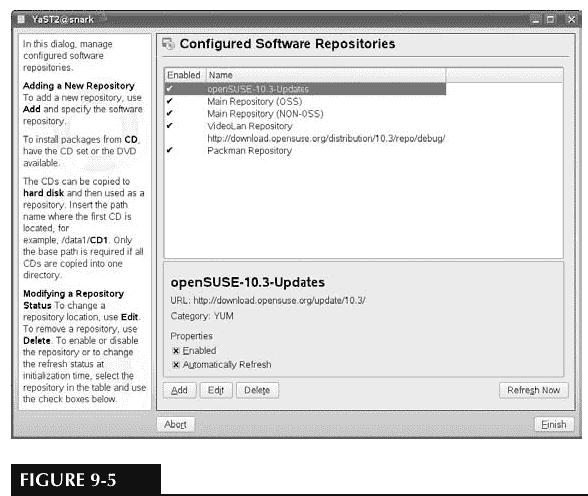 YaST2@snark
In this dialog, manage
configured software
repositories.
Adding a New Repository
To add a new repository, use
Add and specify the software
repository.
To install packages from CD,
have the CD set or the DVD
available.
The CDs can be copied to
hard disk and then used as a
repository. Insert the path
name where the first CD is
located, for
example, /data1/CD1. Only
the base path is required if all
CDs are copied into one
directory.
Modifying a Repository
Status To change a
repository location, use Edit.
To remove a repository, use
Delete. To enable or disable
the repository or to change
the refresh status at
initialization time, select the
repository in the table and use
the check boxes below.
Configured Software Repositories
Enabled Name
openSUSE-10.3-Updates
Main Repository (OSS)
Main Repository (NON-OSS)
VideoLan Repository
http://download.opensuse.org/distribution/10.3/repo/debug/
Packman Repository
openSUSE-10.3-Updates
URL: http://download.opensuse.org/update/10.3/
Category: YUM
Properties
Enabled
Automatically Refresh
Add Edit Delete Refresh Now
Abort Finish
FIGURE 9-5